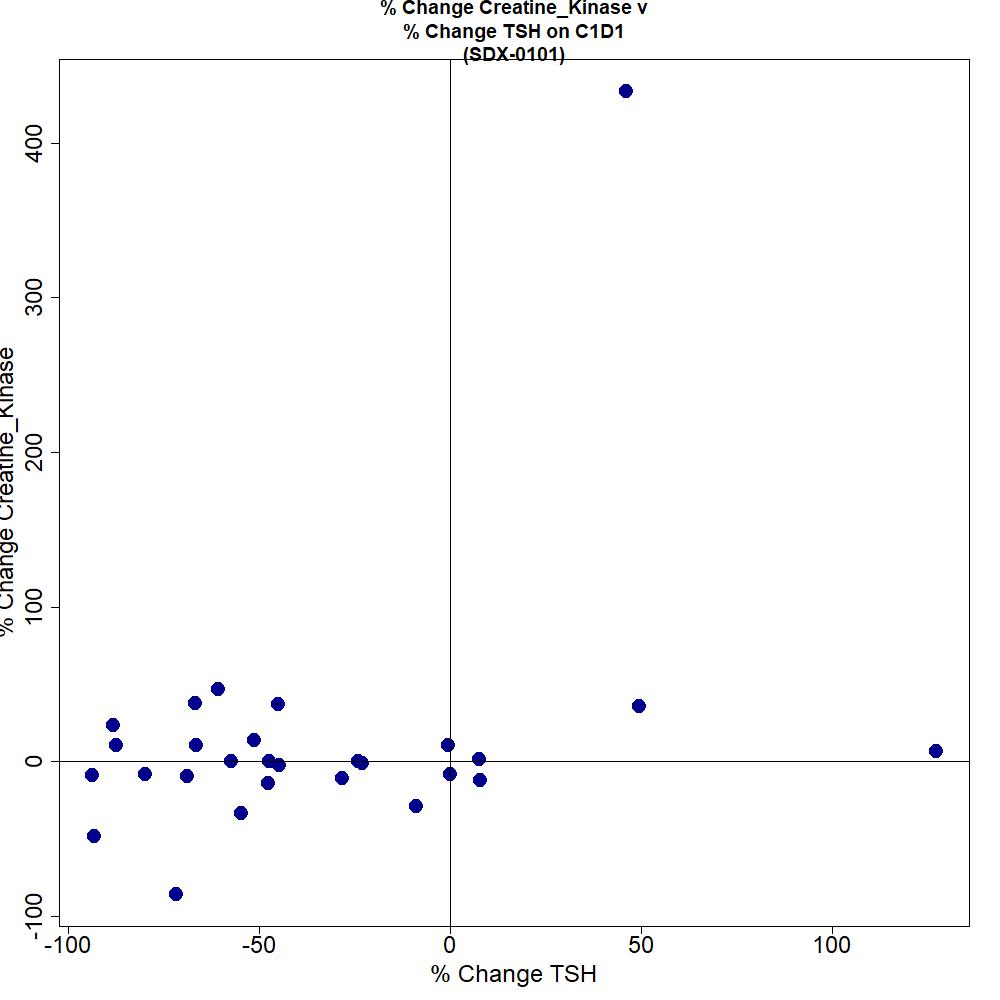 % Change Creatine_Kinase v
% Change TSH on C1D1
(SDX-0101)
400
300
200
100
0
-100
% Change Creatine_Kinase
-100
-50
0
50
100
% Change TSH